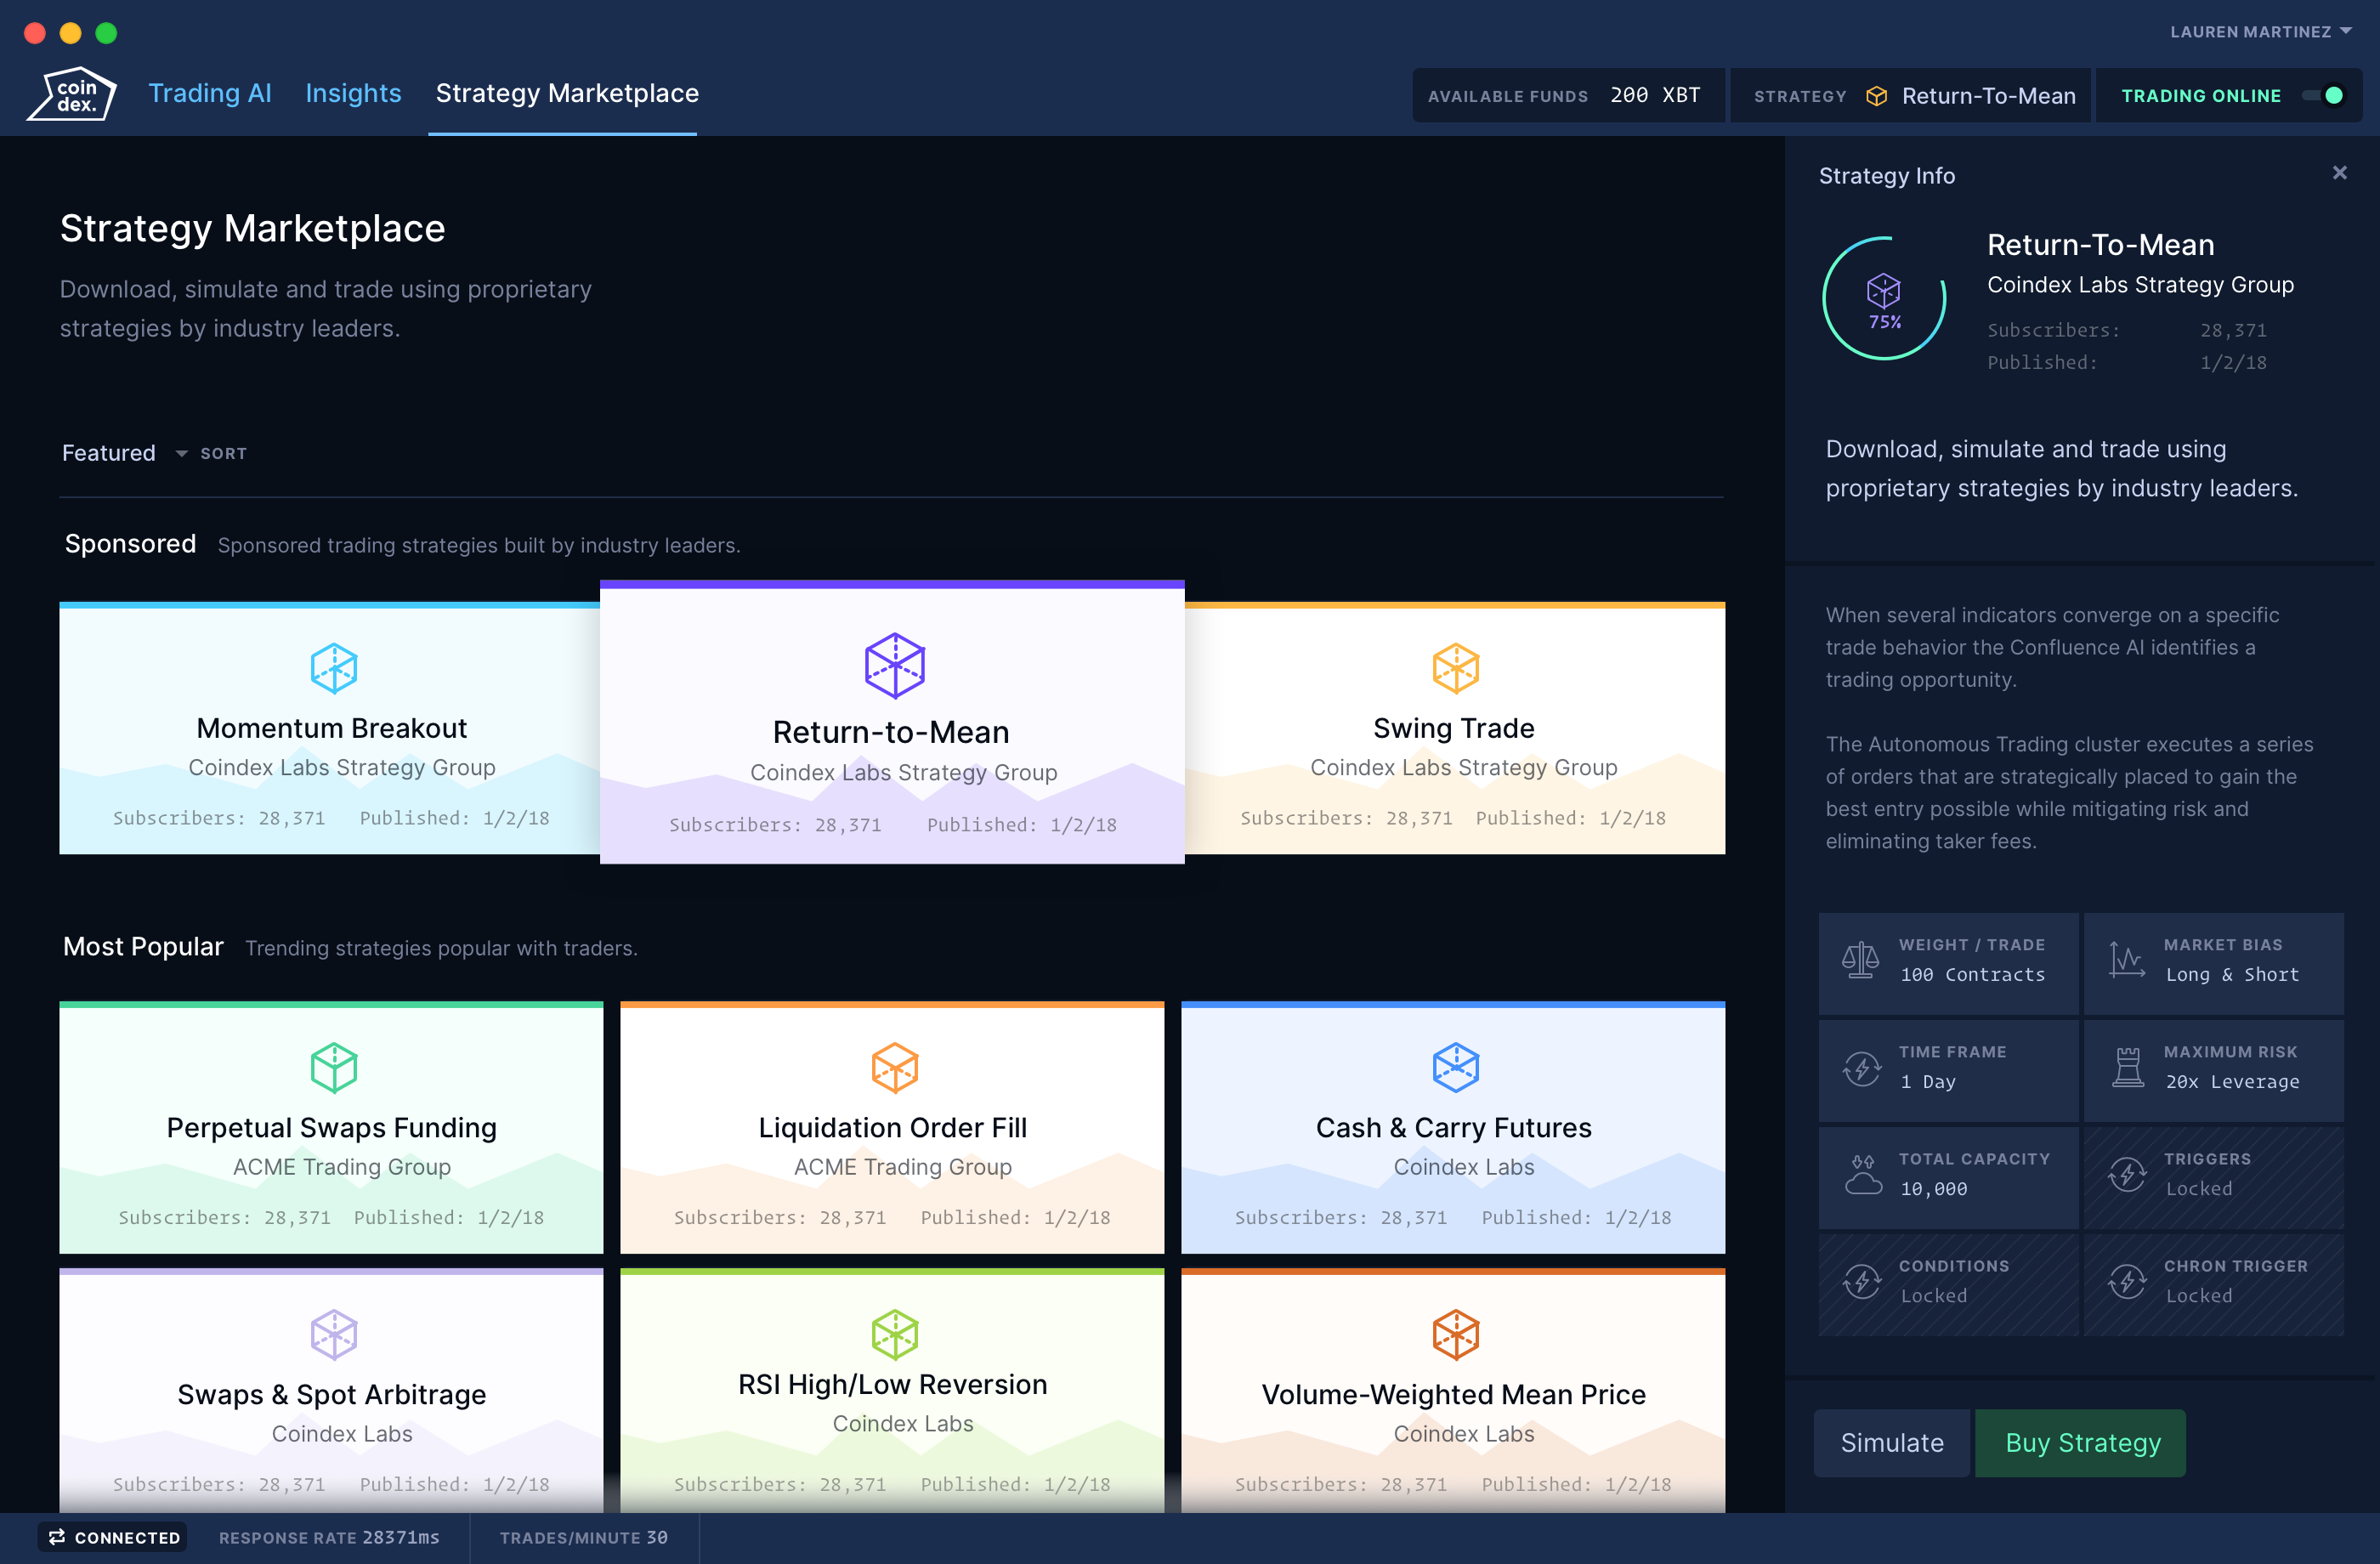 LAUREN MARTINEZ
coin
dex.
Trading AI
Insights
Strategy Marketplace
AVAILABLE FUNDS 200 XBT
STRATEGY Return-To-Mean
TRADING ONLINE
Strategy Marketplace
Download, simulate and trade using proprietary
strategies by industry leaders.
Featured SORT
Sponsored Sponsored trading strategies built by industry leaders.
Momentum Breakout
Coindex Labs Strategy Group
Subscribers: 28,371 Published: 1/2/18
Return-to-Mean
Coindex Labs Strategy Group
Subscribers: 28,371 Published: 1/2/18
Swing Trade
Coindex Labs Strategy Group
Subscribers: 28,371 Published: 1/2/18
Most Popular Trending strategies popular with traders.
Perpetual Swaps Funding
ACME Trading Group
Subscribers: 28,371 Published: 1/2/18
Liquidation Order Fill
ACME Trading Group
Subscribers: 28,371 Published: 1/2/18
Cash & Carry Futures
Coindex Labs
Subscribers: 28,371 Published: 1/2/18
Swaps & Spot Arbitrage
Coindex Labs
Subscribers: 28,371 Published: 1/2/18
RSI High/Low Reversion
Coindex Labs
Subscribers: 28,371 Published: 1/2/18
Volume-Weighted Mean Price
Coindex Labs
Subscribers: 28,371 Published: 1/2/18
Strategy Info
75%
Return-To-Mean
Coindex Labs Strategy Group
Subscribers: 28,371
Published: 1/2/18
Download, simulate and trade using
proprietary strategies by industry leaders.
When several indicators converge on a specific
trade behavior the Confluence AI identifies a
trading opportunity.
The Autonomous Trading cluster executes a series
of orders that are strategically placed to gain the
best entry possible while mitigating risk and
eliminating taker fees.
WEIGHT / TRADE
100 Contracts
MARKET BIAS
Long & Short
TIME FRAME
1 Day
MAXIMUM RISK
20x Leverage
TOTAL CAPACITY
10,000
TRIGGERS
Locked
CONDITIONS
Locked
CHRON TRIGGER
Locked
Simulate
Buy Strategy
CONNECTED
RESPONSE RATE 28371ms
TRADES/MINUTE 30